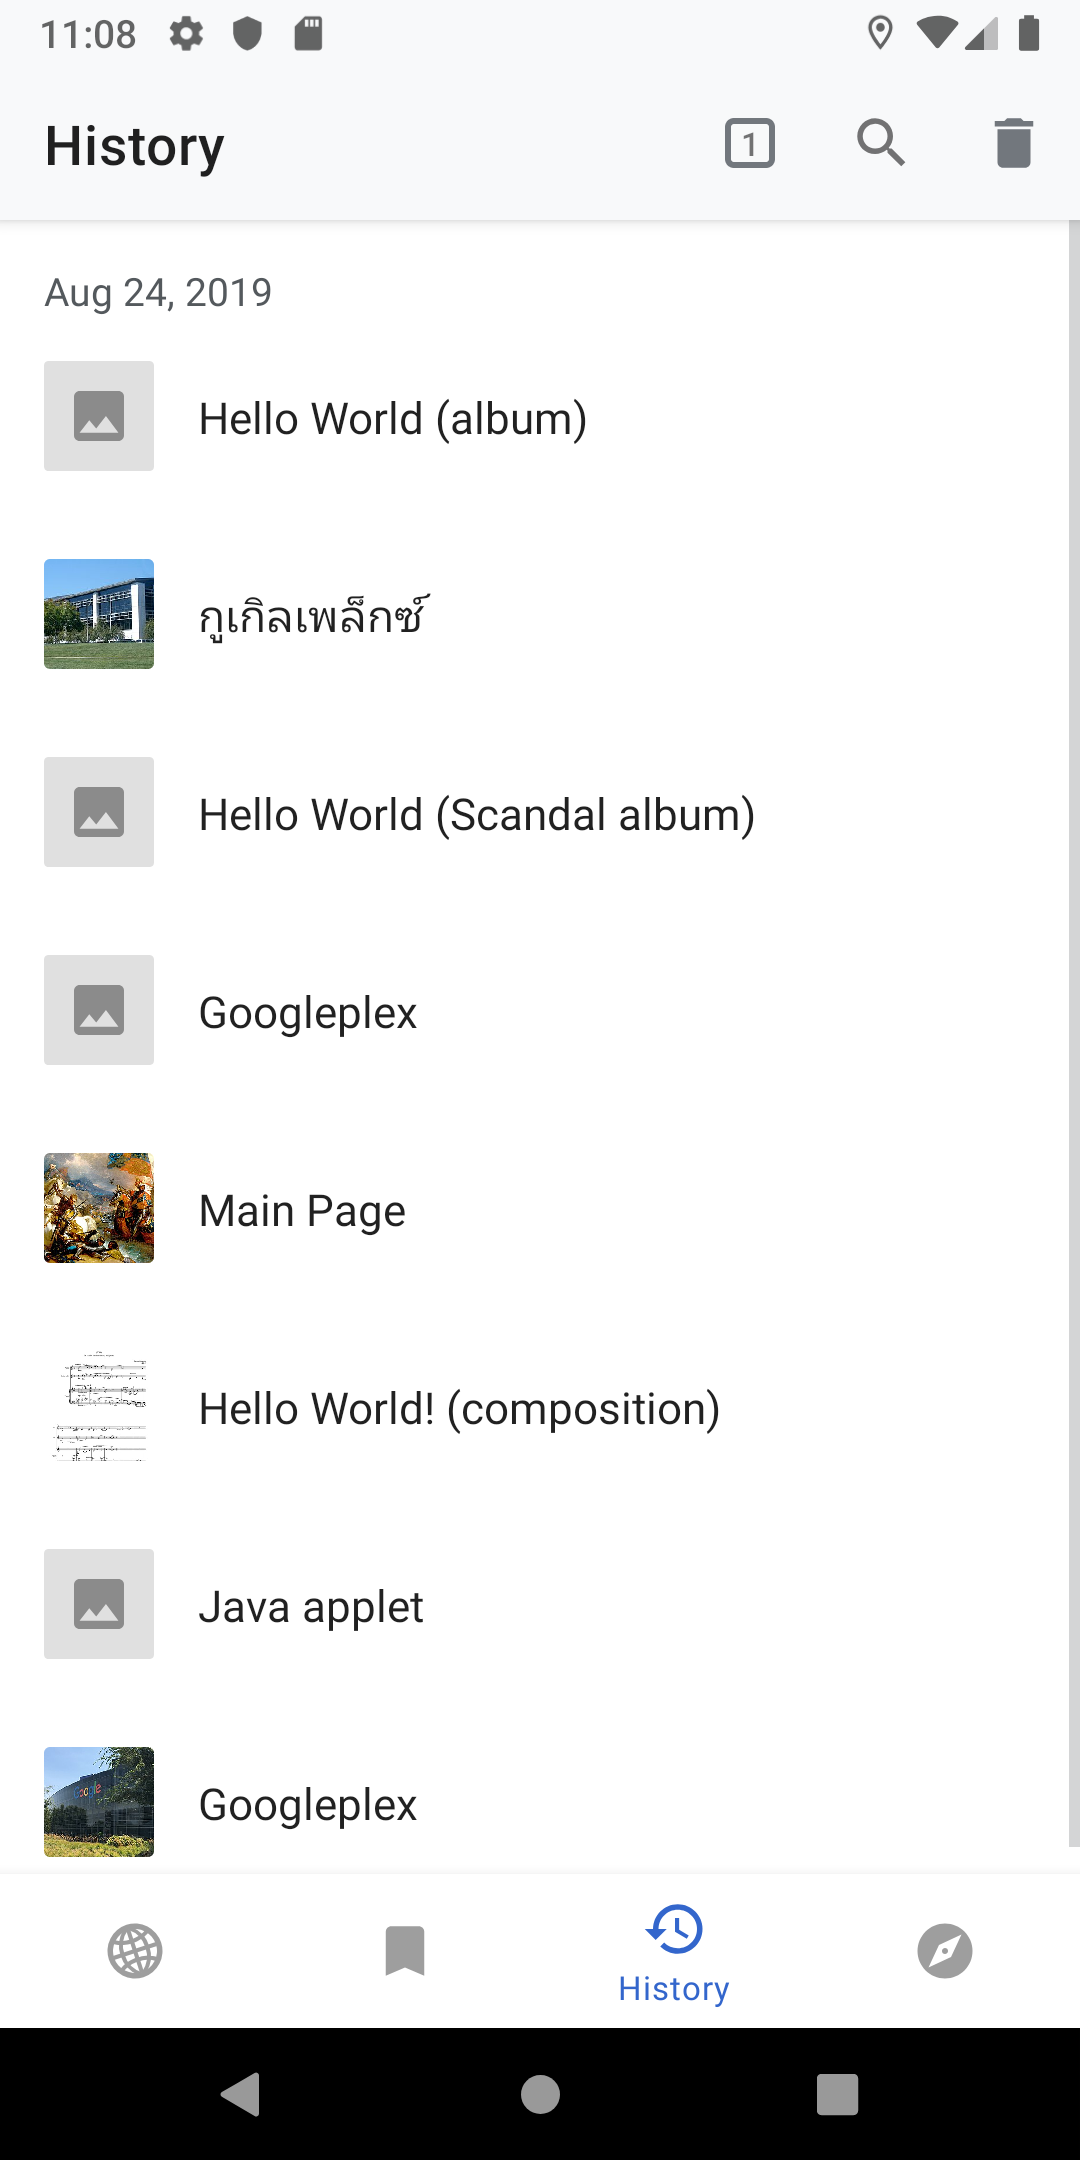 11:08
History
1
Aug 24, 2019
Hello World (album)
กูเกิลเพล็กซ์
Hello World (Scandal album)
Googleplex
Main Page
Hello World! (composition)
Java applet
Googleplex
History